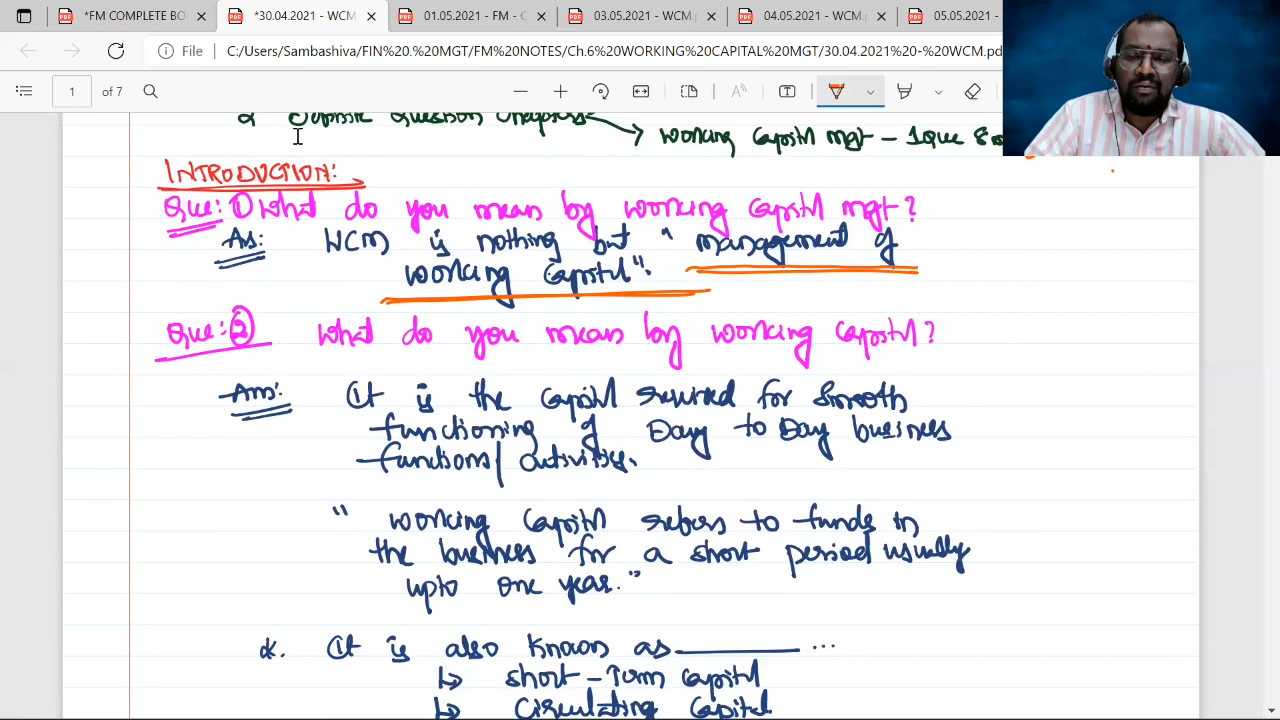 *FM COMPLETE BO
*30.04.2021 - WCM
01.05.2021 - FM - C
03.05.2021 - WCM.p
04.05.2021 - WCM.p
05.05.2021 -
File
C:/Users/Sambashiva/FIN%20.%20MGT/FM%20NOTES/Ch.6%20WORKING%20CAPITAL%20MGT/30.04.2021%20-%20WCM.pd
1 of 7
Question Chapters
Working Capital mgt - 1Que 8
INTRODUCTION:
Que: 1) What do you mean by working Capital mgt?
As: WCM is nothing but " management of
working Capital".
Que: 2 What do you mean by working Capital?
Ans: It is the capital required for Smooth
functioning of Day to Day business
functions/ activities.
" working Capital refers to funds in
the business for a short period usually
upto one year."
It is also Known as ______ ...
↳ Short-Term Capital
↳ Circulating Capital